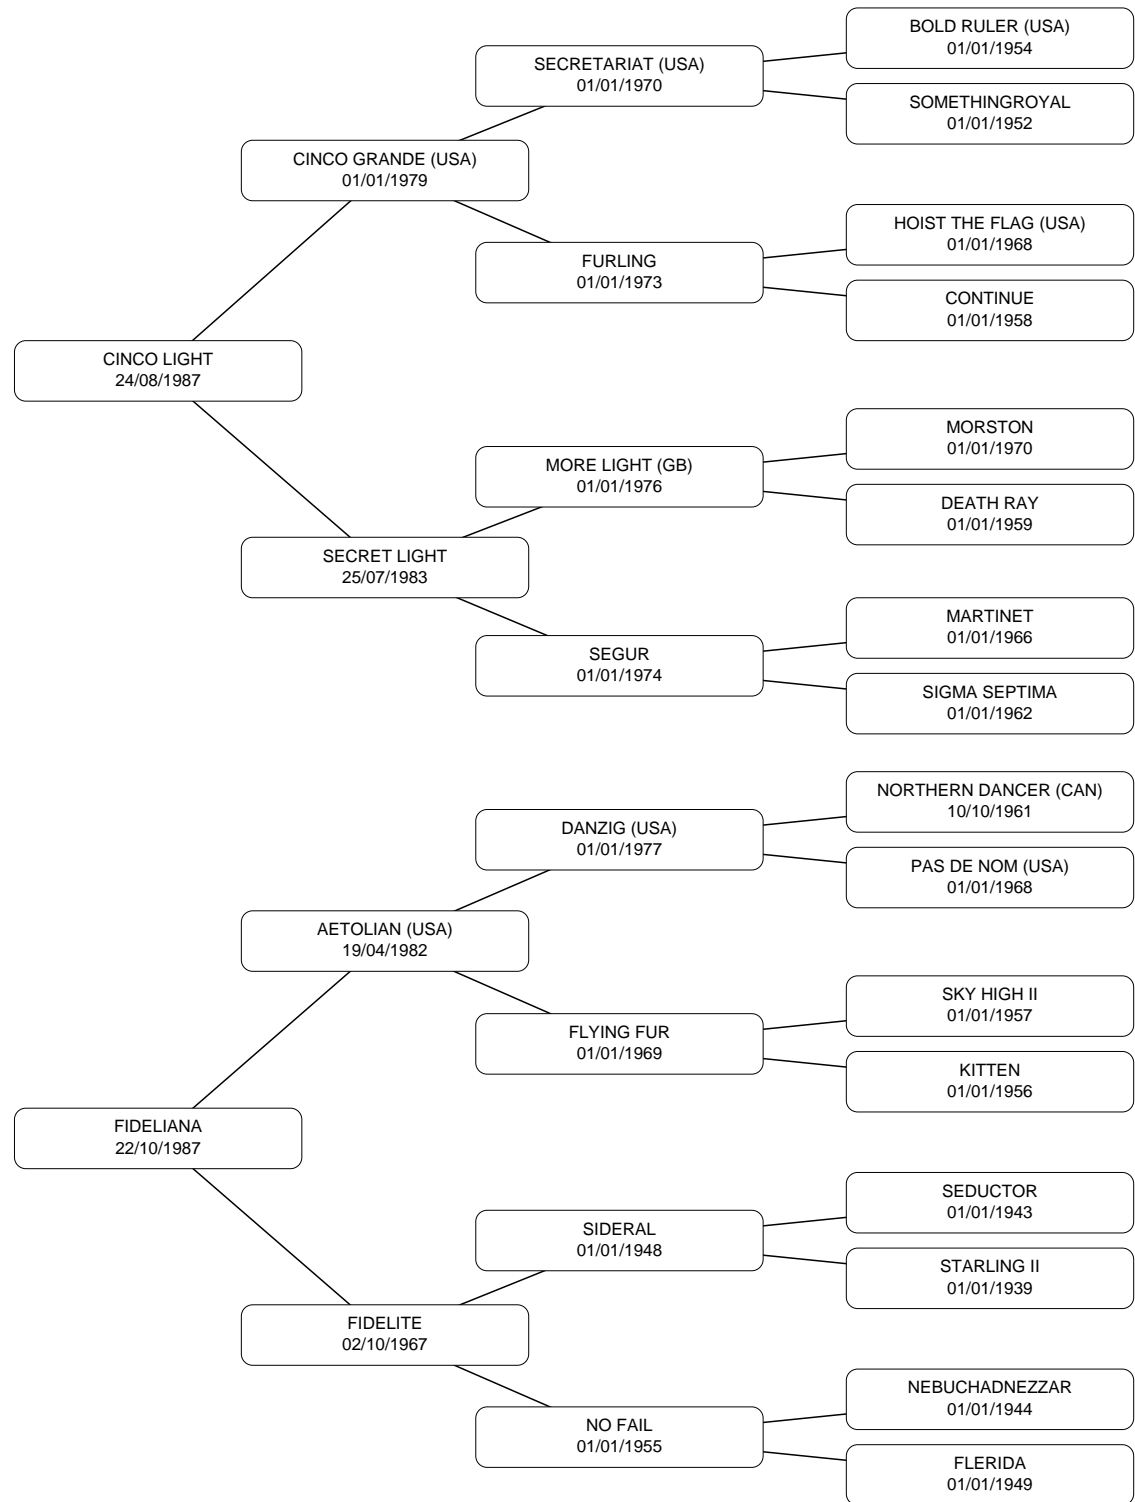 BOLD RULER (USA)
01/01/1954
SECRETARIAT (USA)
01/01/1970
SOMETHINGROYAL
01/01/1952
CINCO GRANDE (USA)
01/01/1979
HOIST THE FLAG (USA)
01/01/1968
FURLING
01/01/1973
CONTINUE
01/01/1958
CINCO LIGHT
24/08/1987
MORSTON
01/01/1970
MORE LIGHT (GB)
01/01/1976
DEATH RAY
01/01/1959
SECRET LIGHT
25/07/1983
MARTINET
01/01/1966
SEGUR
01/01/1974
SIGMA SEPTIMA
01/01/1962
NORTHERN DANCER (CAN)
10/10/1961
DANZIG (USA)
01/01/1977
PAS DE NOM (USA)
01/01/1968
AETOLIAN (USA)
19/04/1982
SKY HIGH II
01/01/1957
FLYING FUR
01/01/1969
KITTEN
01/01/1956
FIDELIANA
22/10/1987
SEDUCTOR
01/01/1943
SIDERAL
01/01/1948
STARLING II
01/01/1939
FIDELITE
02/10/1967
NEBUCHADNEZZAR
01/01/1944
NO FAIL
01/01/1955
FLERIDA
01/01/1949